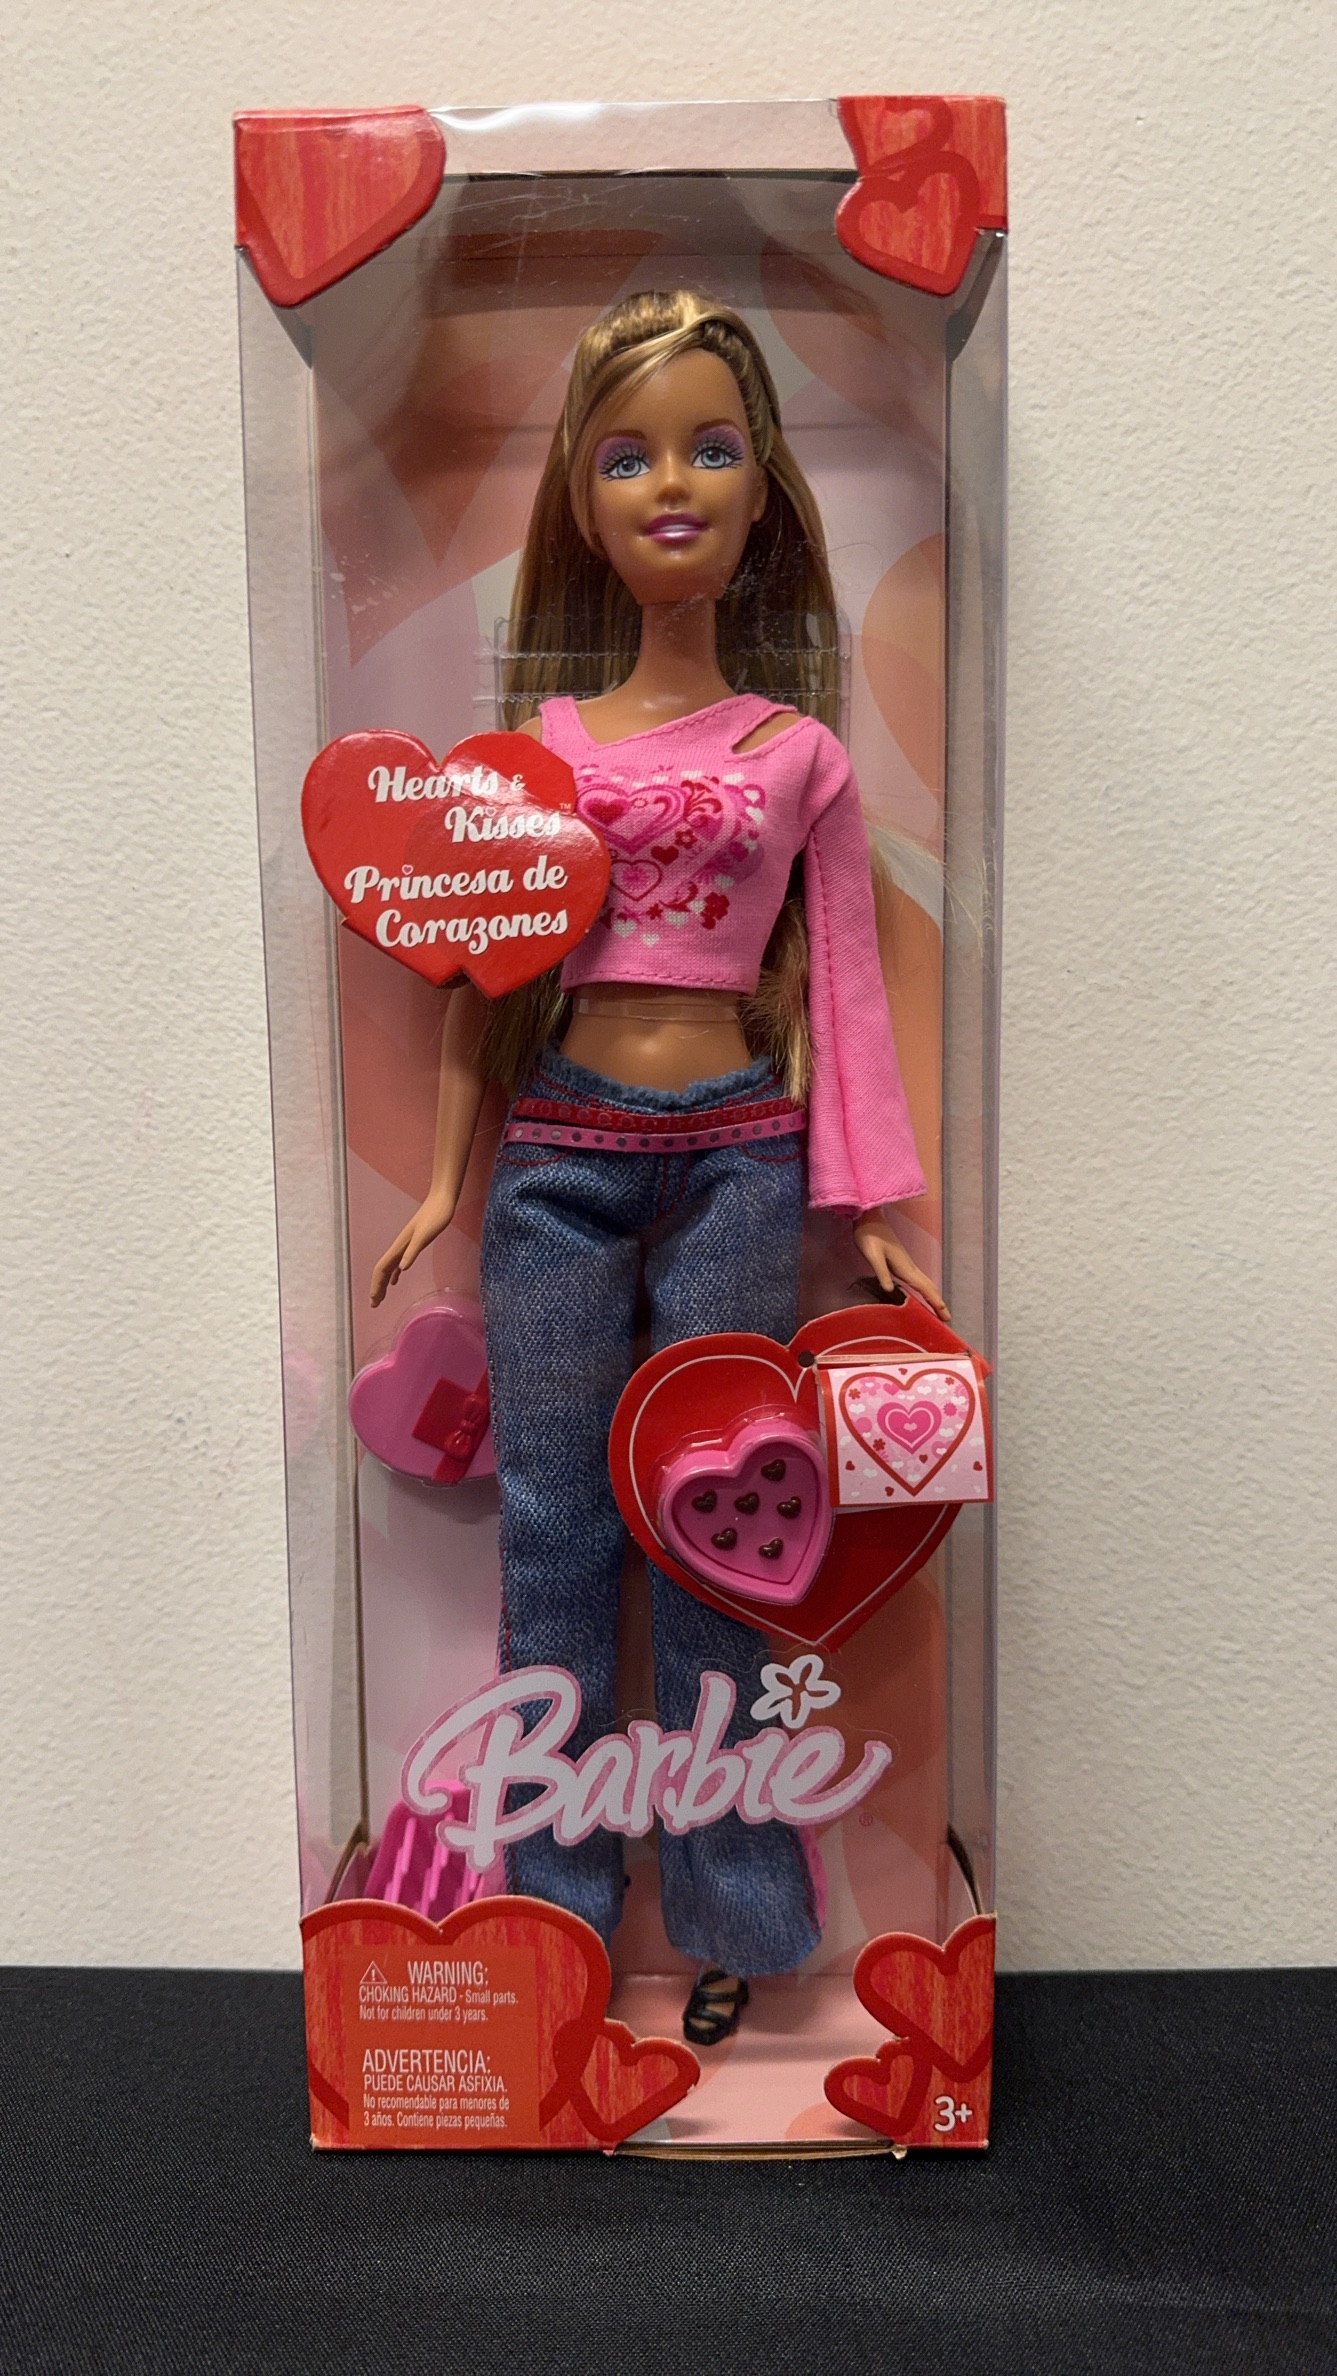 Hearts &
Kisses™
Princesa de
Corazones
Barbie®
WARNING:
CHOKING HAZARD - Small parts.
Not for children under 3 years.
ADVERTENCIA:
PUEDE CAUSAR ASFIXIA.
No recomendable para menores de
3 años. Contiene piezas pequeñas.
3+